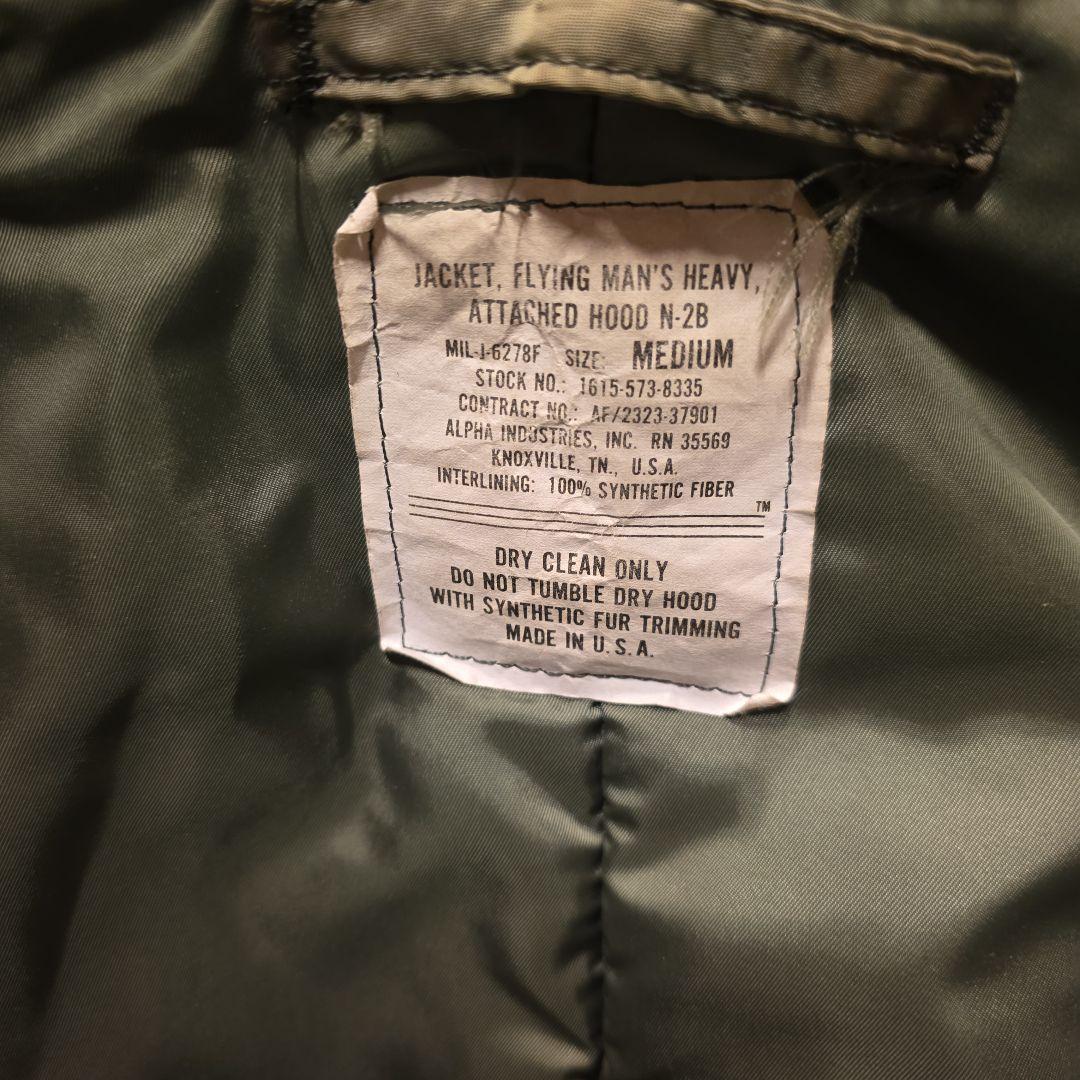 JACKET, FLYING MAN'S HEAVY,
ATTACHED HOOD N-2B
MIL-J-6278F SIZE: MEDIUM
STOCK NO.: 1615-573-8335
CONTRACT NO.: AF/2323-37901
ALPHA INDUSTRIES, INC. RN 35569
KNOXVILLE, TN., U.S.A.
INTERLINING: 100% SYNTHETIC FIBER
TM
DRY CLEAN ONLY
DO NOT TUMBLE DRY HOOD
WITH SYNTHETIC FUR TRIMMING
MADE IN U.S.A.